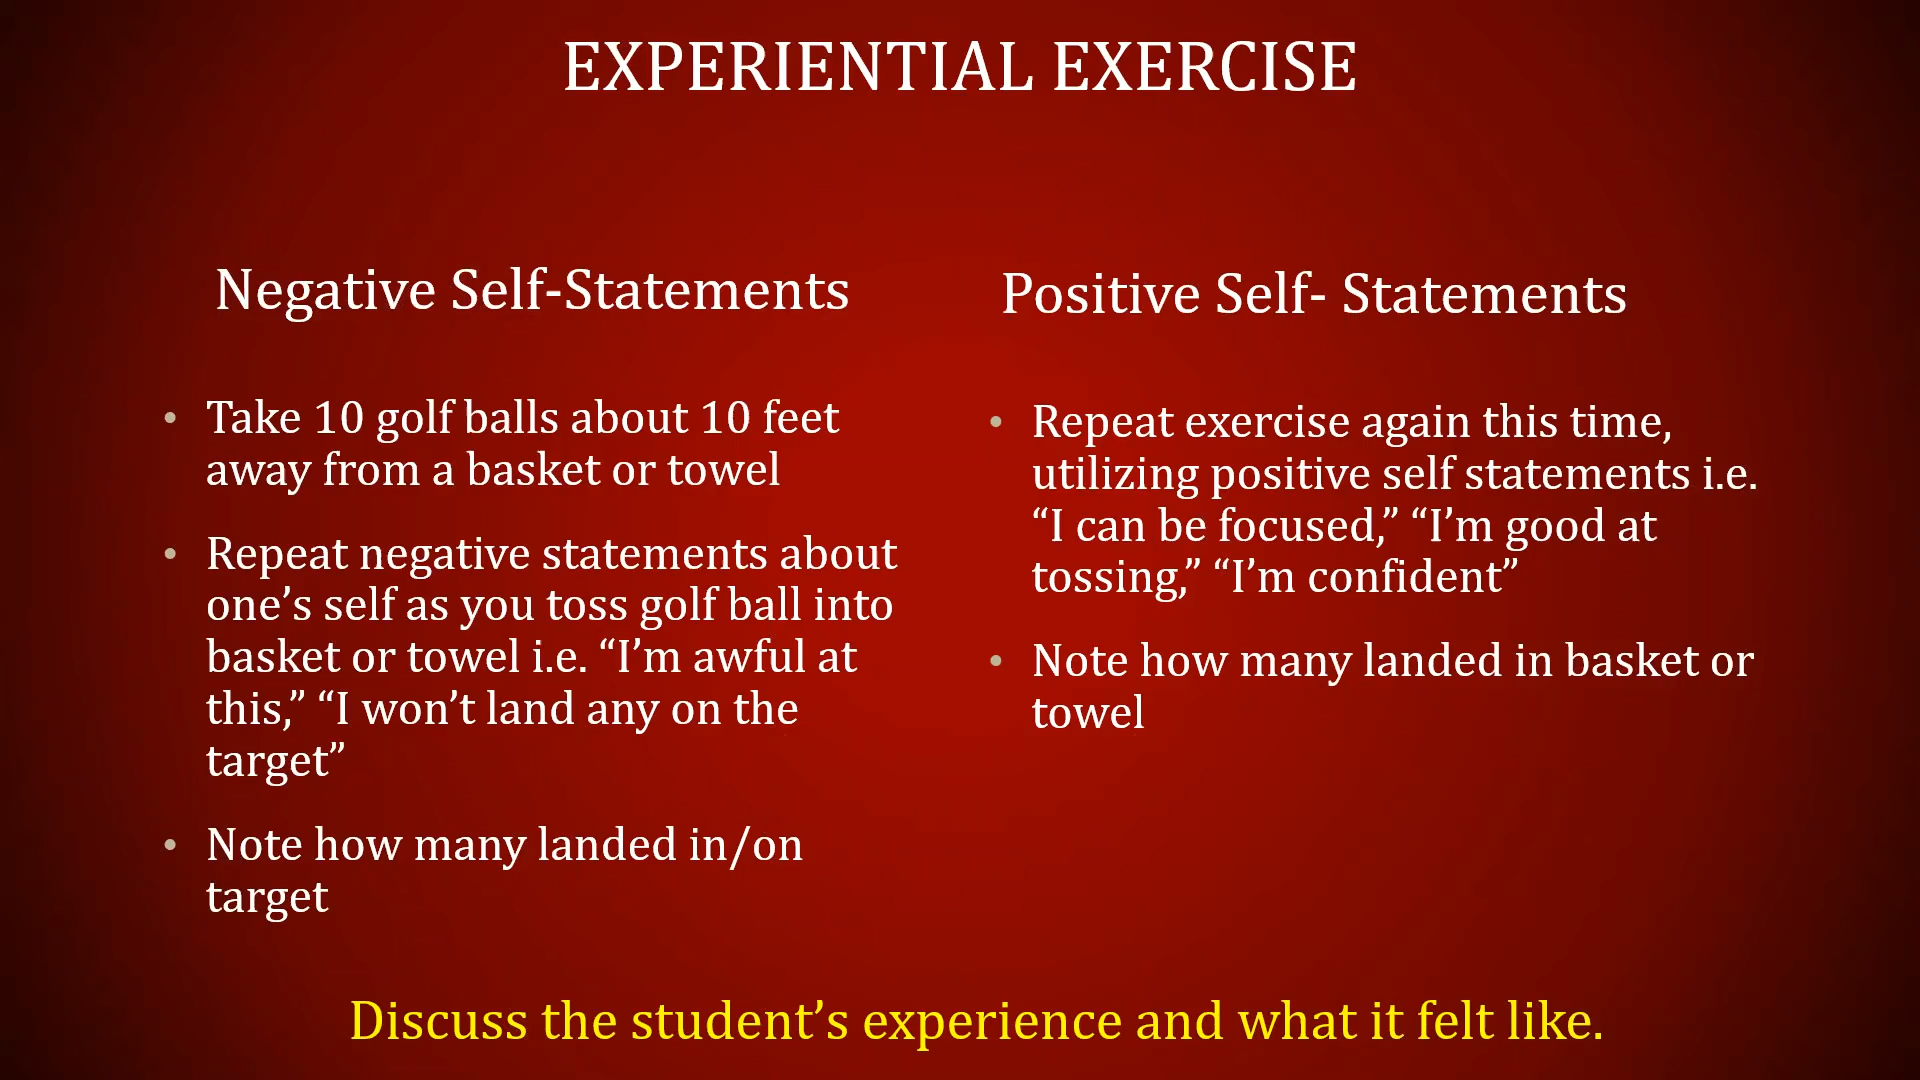 EXPERIENTIAL EXERCISE
Negative Self-Statements
• Take 10 golf balls about 10 feet
away from a basket or towel
• Repeat negative statements about
one’s self as you toss golf ball into
basket or towel i.e. “I’m awful at
this,” “I won’t land any on the
target”
• Note how many landed in/on
target
Positive Self- Statements
• Repeat exercise again this time,
utilizing positive self statements i.e.
“I can be focused,” “I’m good at
tossing,” “I’m confident”
• Note how many landed in basket or
towel
Discuss the student’s experience and what it felt like.